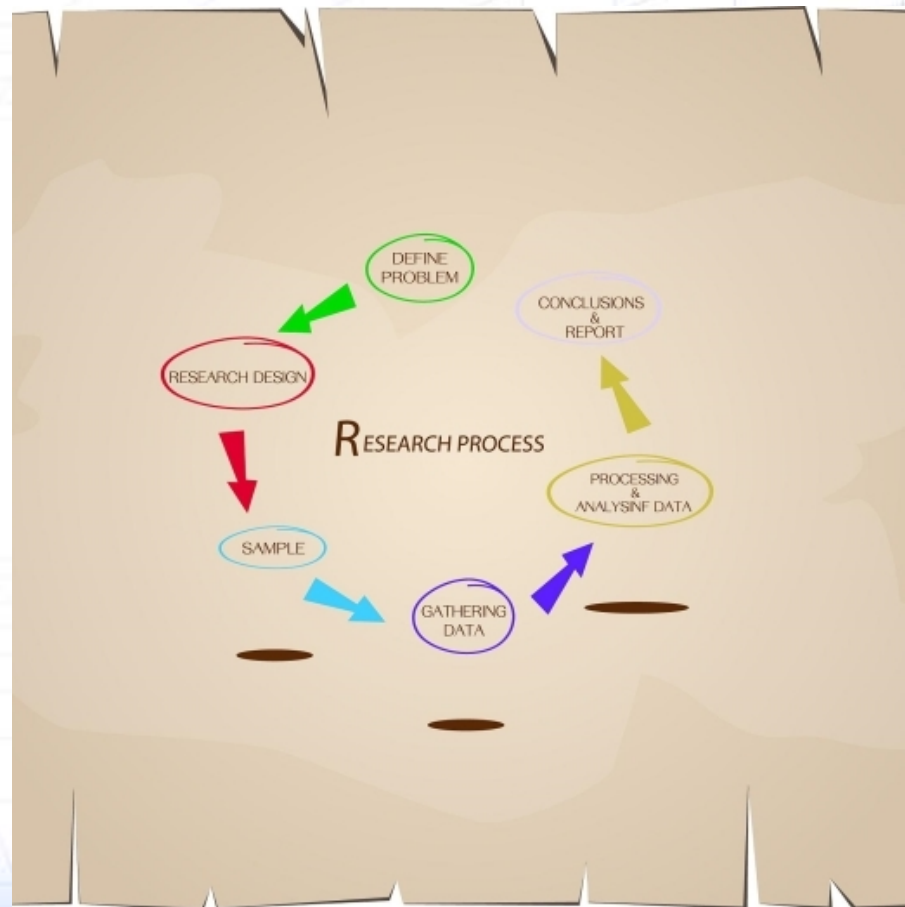 DEFINE
PROBLEM
RESEARCH DESIGN
SAMPLE
GATHERING
DATA
PROCESSING
&
ANALYSINF DATA
CONCLUSIONS
&
REPORT
RESEARCH PROCESS